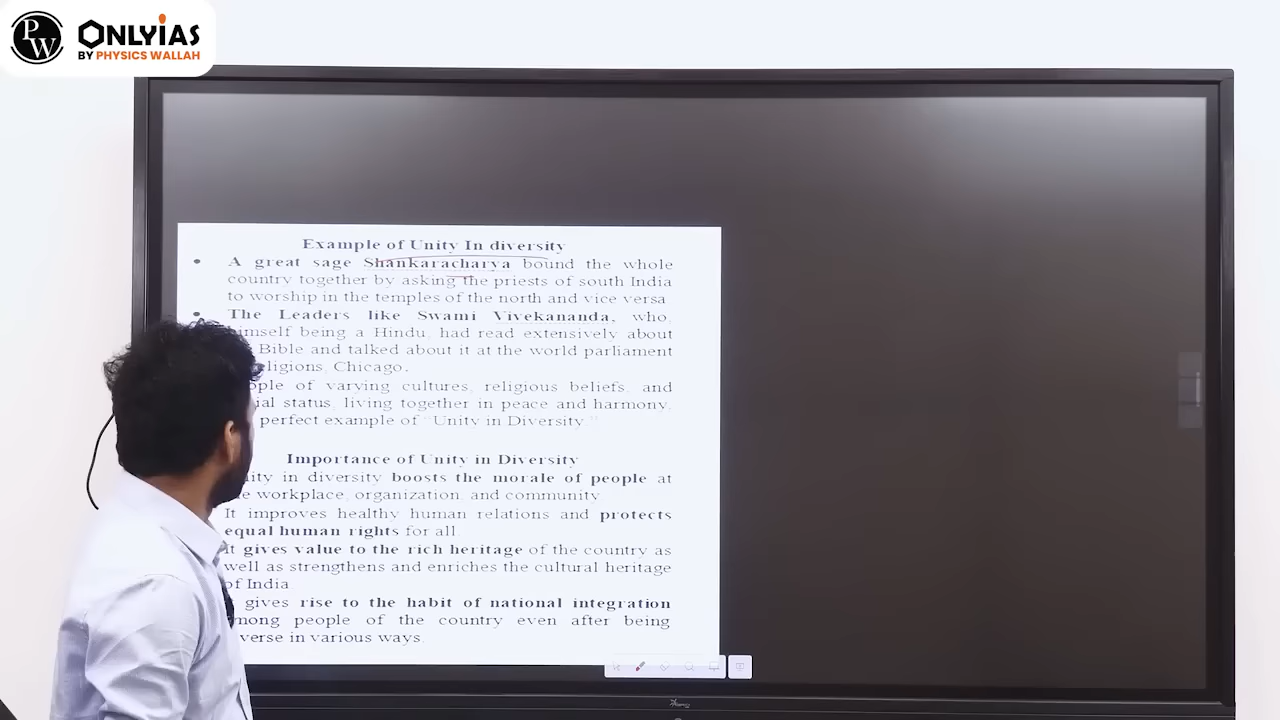 PW
ONLYIAS
BY PHYSICS WALLAH
Example of Unity In diversity
• A great sage Shankaracharya bound the whole
country together by asking the priests of south India
to worship in the temples of the north and vice versa
• The Leaders like Swami Vivekananda, who,
himself being a Hindu, had read extensively about
Bible and talked about it at the world parliament
religions, Chicago.
of varying cultures, religious beliefs, and
status, living together in peace and harmony,
perfect example of "Unity in Diversity."
Importance of Unity in Diversity
in diversity boosts the morale of people at
workplace, organization, and community
It improves healthy human relations and protects
equal human rights for all.
It gives value to the rich heritage of the country as
well as strengthens and enriches the cultural heritage
of India
gives rise to the habit of national integration
among people of the country even after being
in various ways.